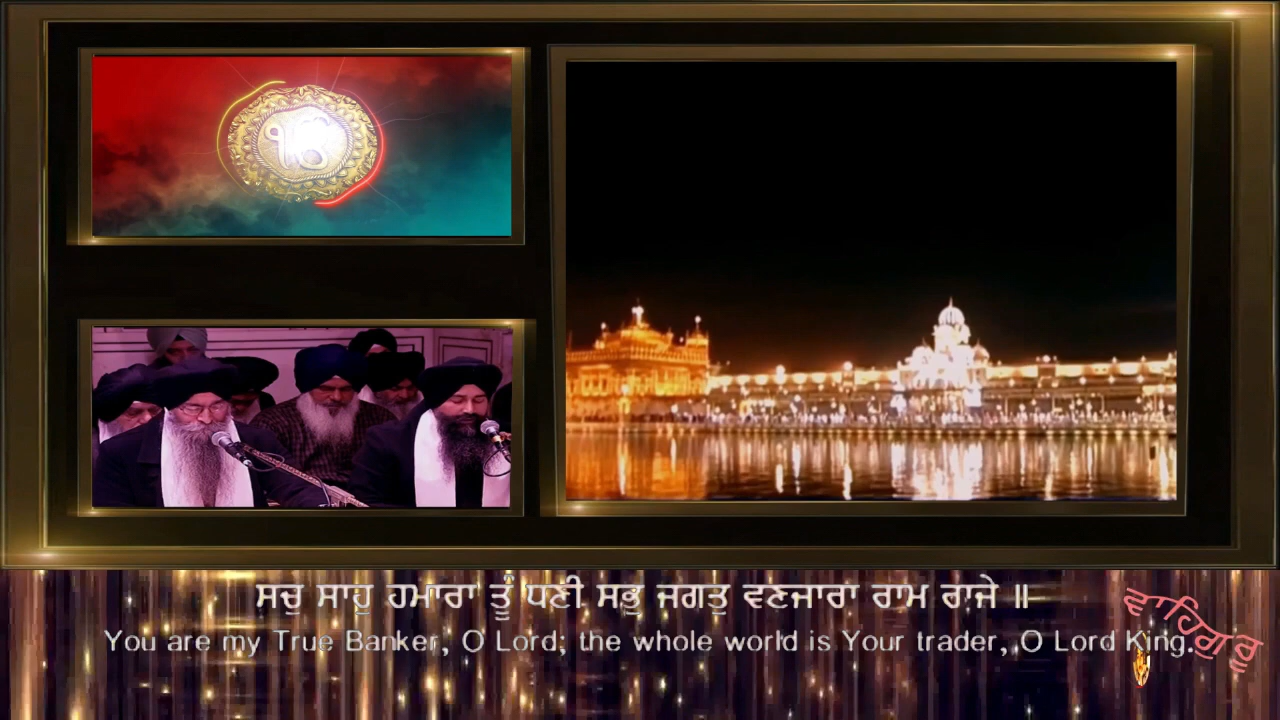 ੴ
ਸਚੁ ਸਾਹੁ ਹਮਾਰਾ ਤੂੰ ਧਣੀ ਸਭੁ ਜਗਤੁ ਵਣਜਾਰਾ ਰਾਮ ਰਾਜੇ ॥
You are my True Banker, O Lord; the whole world is Your trader, O Lord King.
ਵਾਹਿਗੁਰੂ